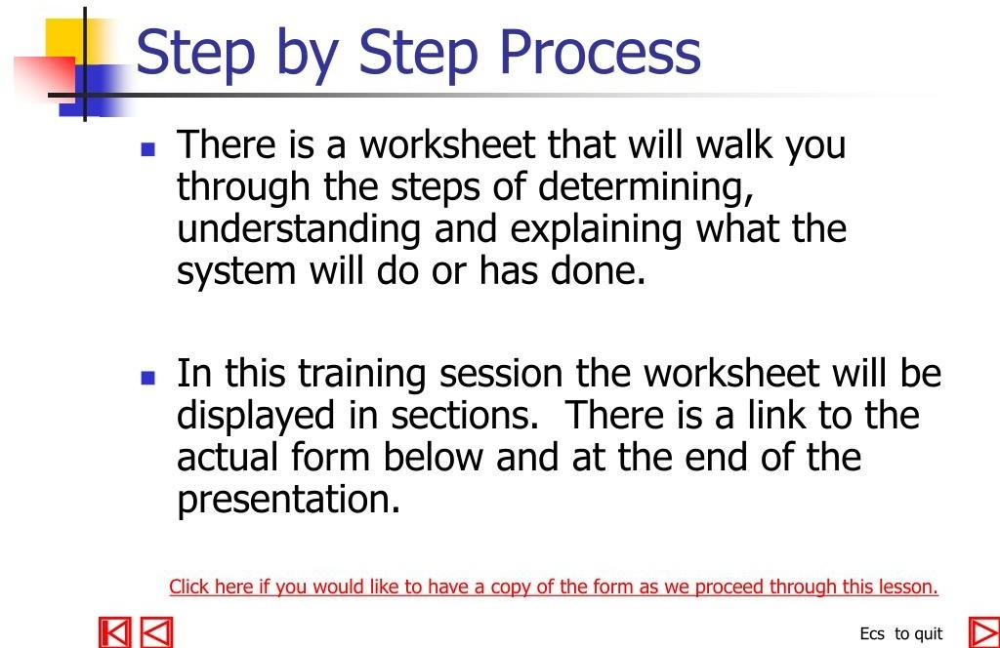 Step by Step Process
There is a worksheet that will walk you
through the steps of determining,
understanding and explaining what the
system will do or has done.
In this training session the worksheet will be
displayed in sections.  There is a link to the
actual form below and at the end of the
presentation.
Click here if you would like to have a copy of the form as we proceed through this lesson.
Ecs  to quit